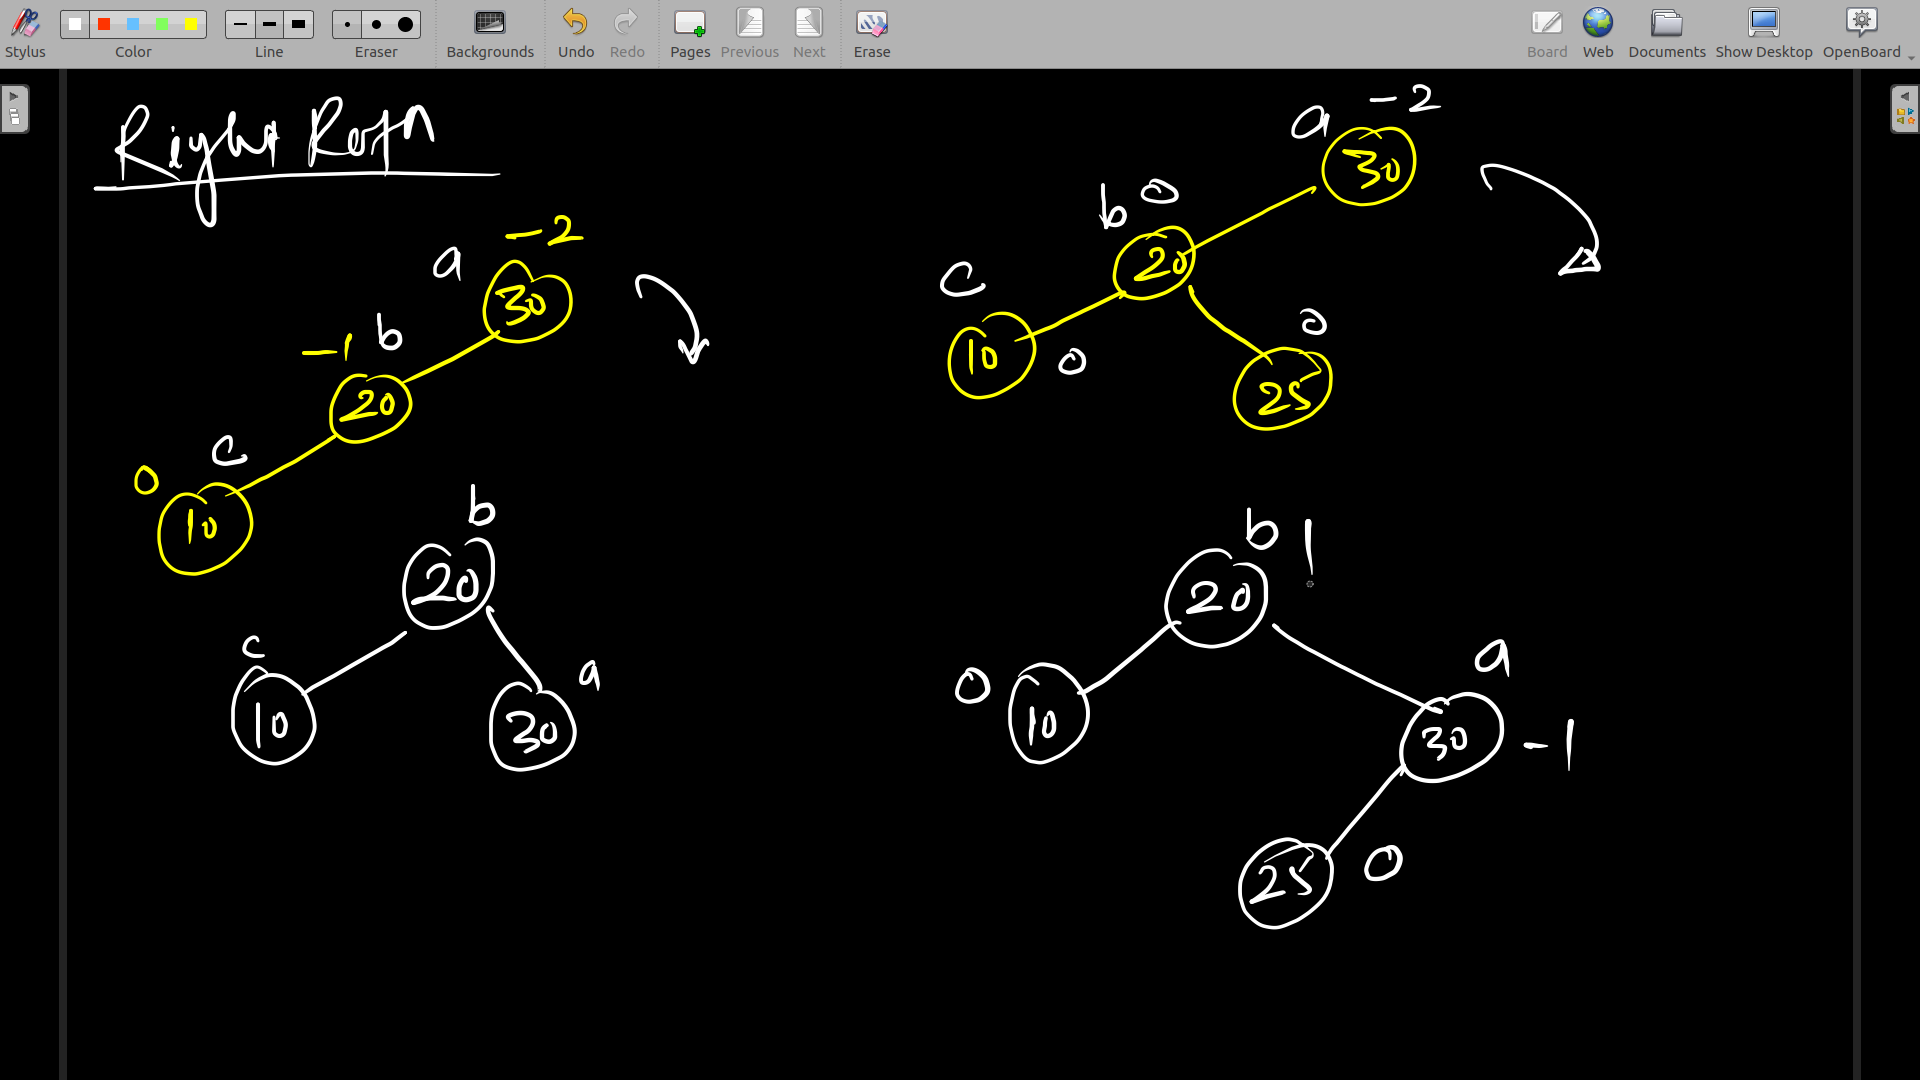 Stylus
Color
Line
Eraser
Backgrounds
Undo
Redo
Pages
Previous
Next
Erase
Board
Web
Documents
Show Desktop
OpenBoard
Right Rotn
a -2
30
-1 b
20
0 c
10
b
20
c
10
a
30
a -2
30
b 0
20
c
10 0
0
25
b 1
20
0 10
a
30 -1
25 0